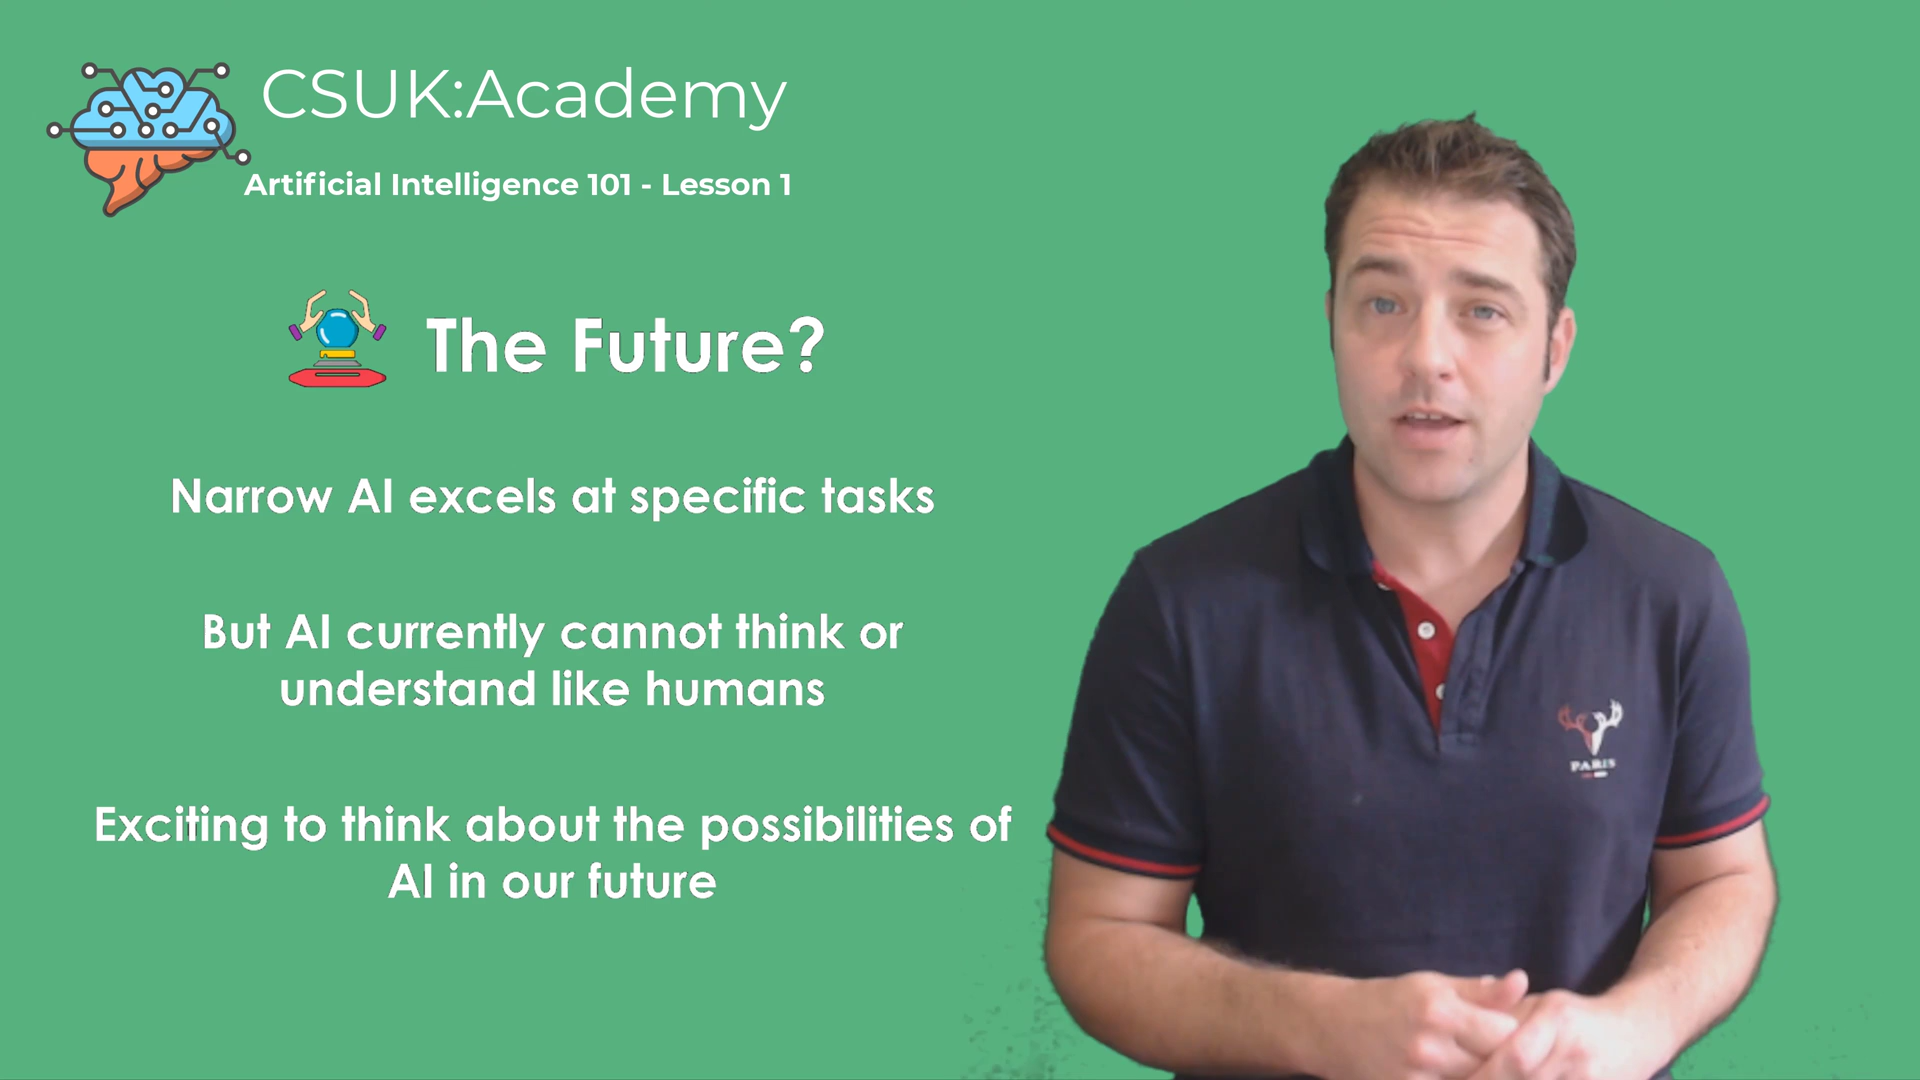 CSUK:Academy
Artificial Intelligence 101 - Lesson 1
The Future?
Narrow AI excels at specific tasks
But AI currently cannot think or
understand like humans
Exciting to think about the possibilities of
AI in our future
PARIS